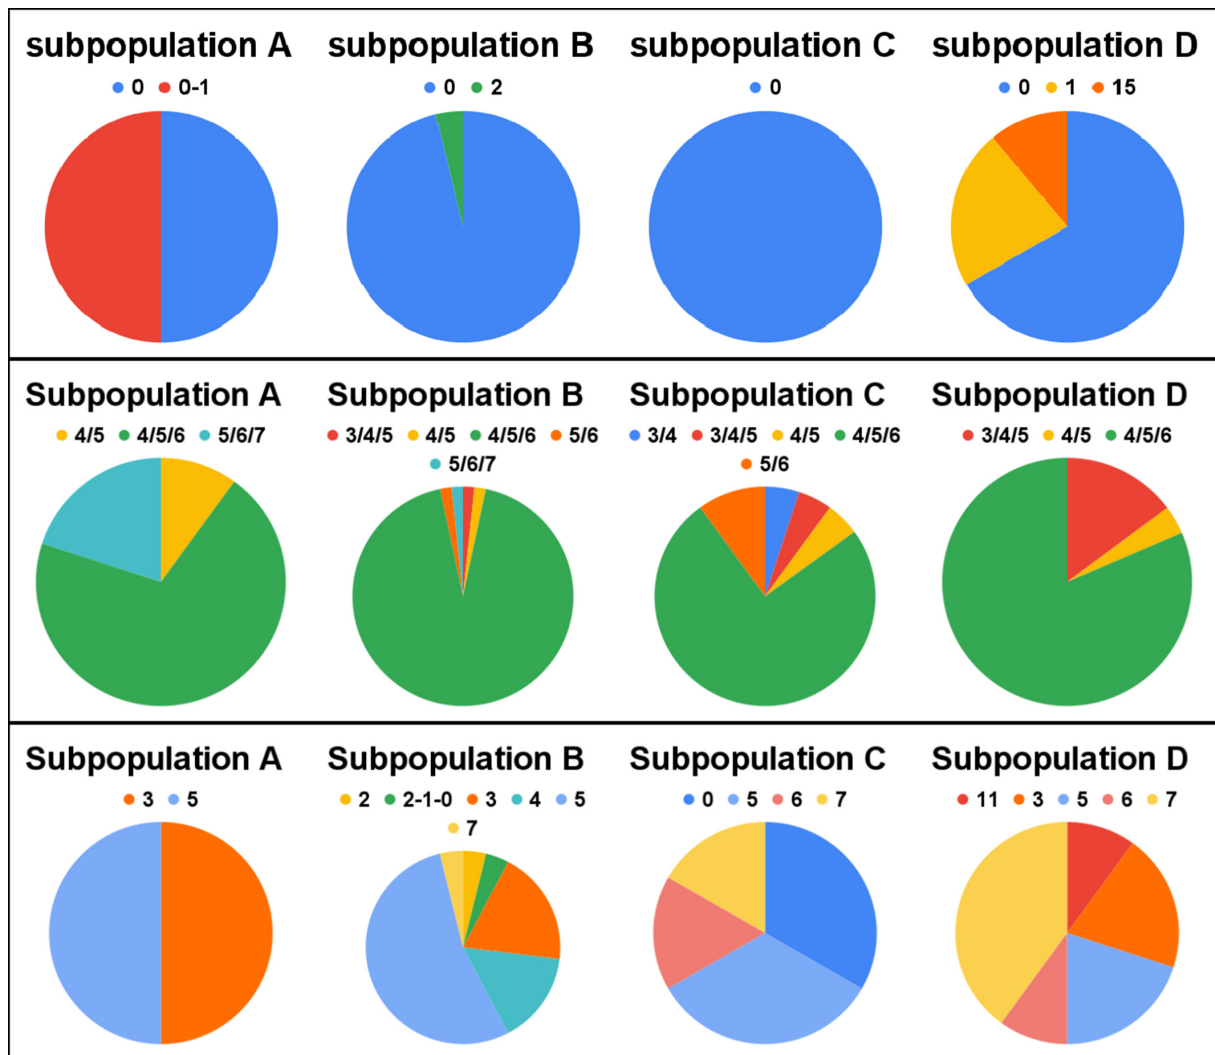 subpopulation A
0 0-1
subpopulation B
0 2
subpopulation C
0
subpopulation D
0 1 15
Subpopulation A
4/5 4/5/6 5/6/7
Subpopulation B
3/4/5 4/5 4/5/6 5/6
5/6/7
Subpopulation C
3/4 3/4/5 4/5 4/5/6
5/6
Subpopulation D
3/4/5 4/5 4/5/6
Subpopulation A
3 5
Subpopulation B
2 2-1-0 3 4 5
7
Subpopulation C
0 5 6 7
Subpopulation D
11 3 5 6 7